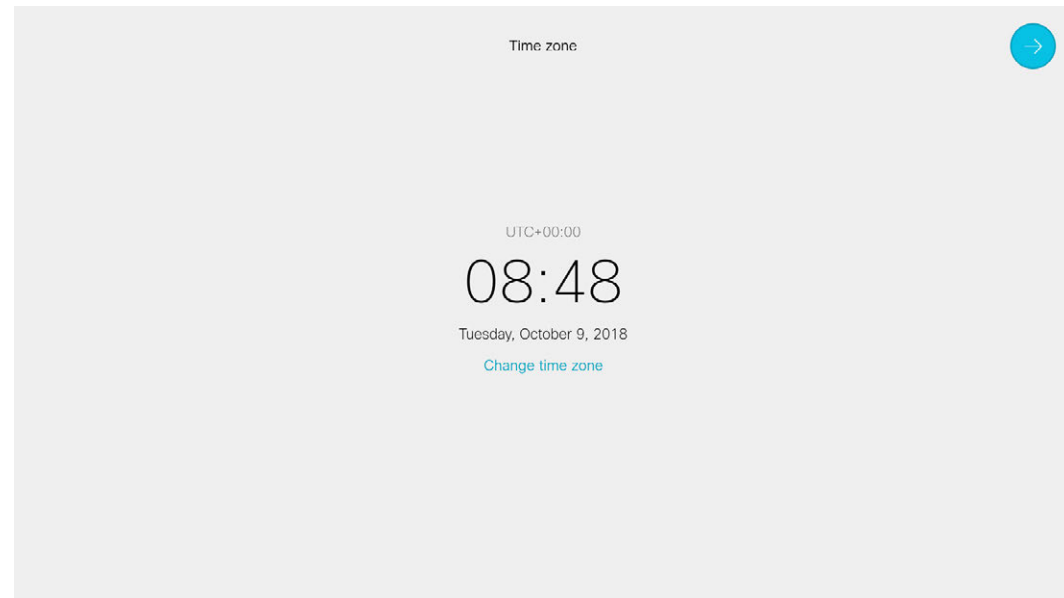 Time zone
UTC+00:00
08:48
Tuesday, October 9, 2018
Change time zone